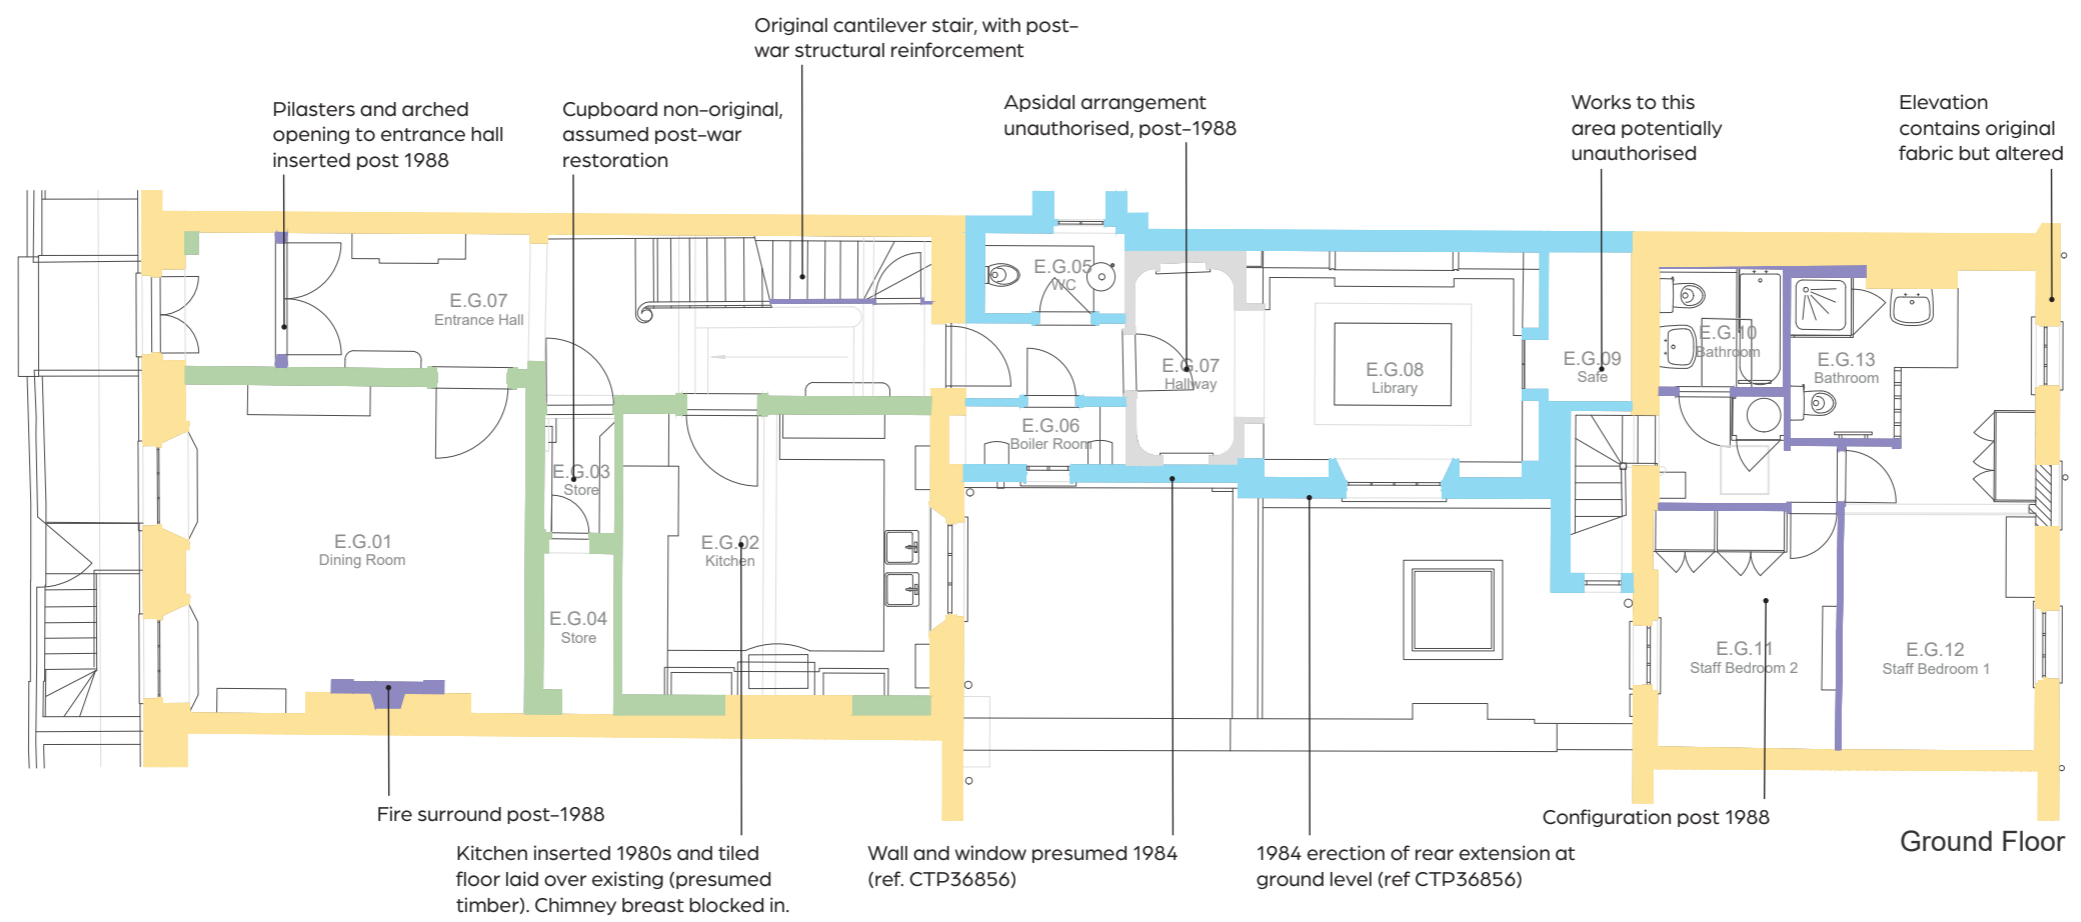 Original cantilever stair, with post-
war structural reinforcement
Pilasters and arched
opening to entrance hall
inserted post 1988
Cupboard non-original,
assumed post-war
restoration
Apsidal arrangement
unauthorised, post-1988
Works to this
area potentially
unauthorised
Elevation
contains original
fabric but altered
E.G.07
Entrance Hall
E.G.05
WC
E.G.07
Hallway
E.G.08
Library
E.G.09
Safe
E.G.10
Bathroom
E.G.13
Bathroom
E.G.06
Boiler Room
E.G.03
Store
E.G.01
Dining Room
E.G.02
Kitchen
E.G.04
Store
E.G.11
Staff Bedroom 2
E.G.12
Staff Bedroom 1
Fire surround post-1988
Configuration post 1988
Ground Floor
Kitchen inserted 1980s and tiled
floor laid over existing (presumed
timber). Chimney breast blocked in.
Wall and window presumed 1984
(ref. CTP36856)
1984 erection of rear extension at
ground level (ref CTP36856)